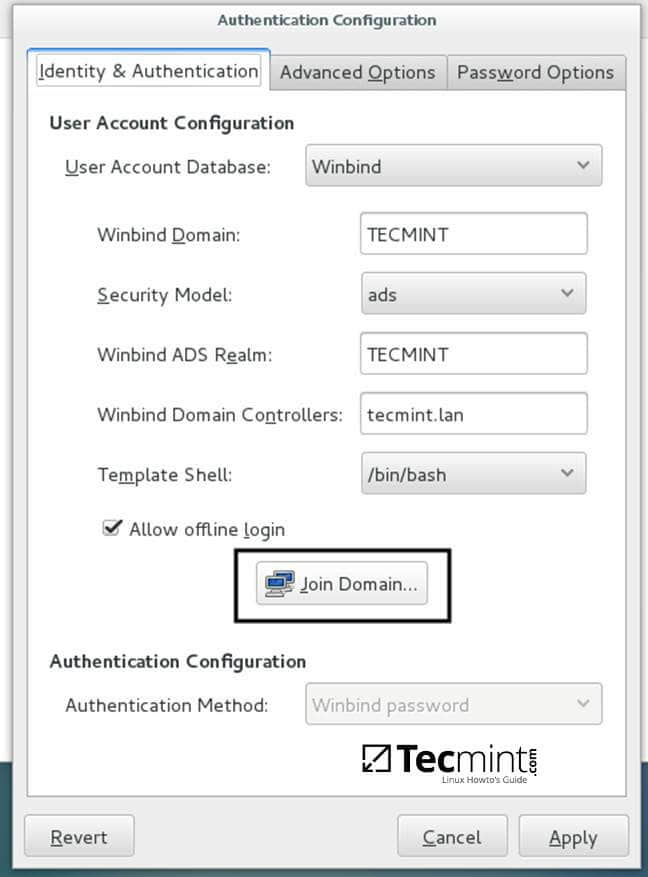 Authentication Configuration
Identity & Authentication Advanced Options Password Options
User Account Configuration
User Account Database: Winbind
Winbind Domain: TECMINT
Security Model: ads
Winbind ADS Realm: TECMINT
Winbind Domain Controllers: tecmint.lan
Template Shell: /bin/bash
Allow offline login
Join Domain...
Authentication Configuration
Authentication Method: Winbind password
Tecmint.com
Linux Howto's Guide
Revert Cancel Apply